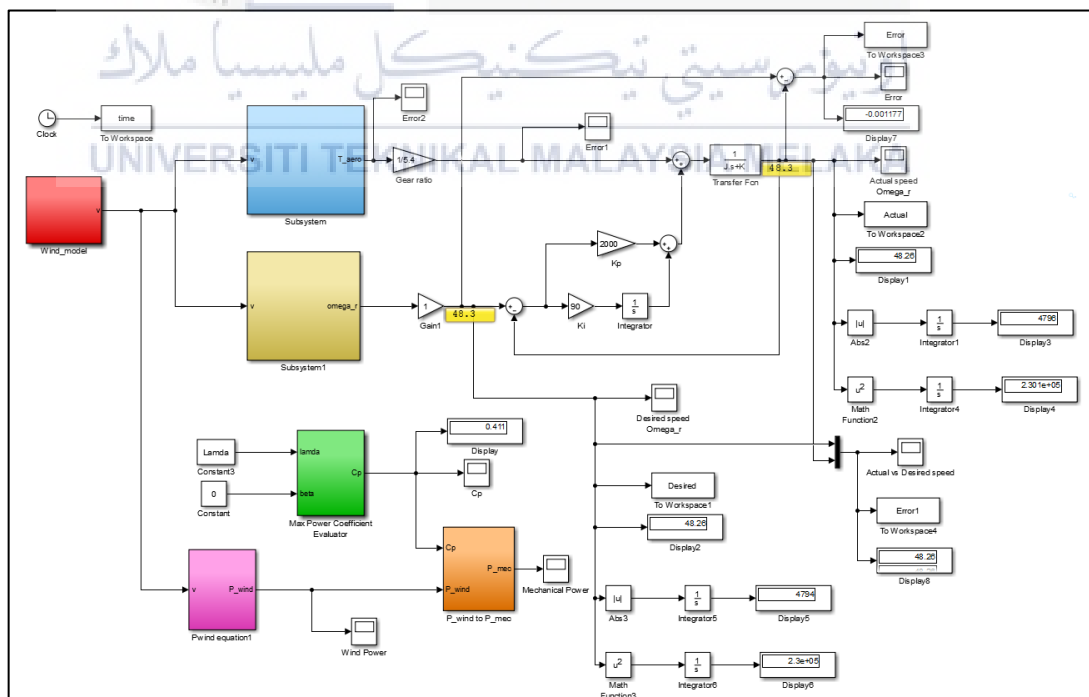 اونيورسيتي تيكنيكل مليسيا ملاك
UNIVERSITI TEKNIKAL MALAYSIA MELAKA
Error
To Workspace3
Error
-0.001177
Display7
Clock
time
To Workspace
Error2
Error1
v
T_aero
Subsystem
1/5.4
Gear ratio
1
J.s+K
Transfer Fcn
48.3
Actual speed
Omega_r
Actual
To Workspace2
48.26
Display1
v
Wind_model
2000
Kp
v
omega_r
Subsystem1
1
Gain1
48.3
90
Ki
1
s
Integrator
|u|
Abs2
1
s
Integrator1
4796
Display3
u²
Math
Function2
1
s
Integrator4
2.301e+05
Display4
Desired speed
Omega_r
Actual vs Desired speed
Lamda
Constant3
0
Constant
lamda
beta
Cp
Max Power Coefficient
Evaluator
0.411
Display
Cp
Desired
To Workspace1
48.26
Display2
Error1
To Workspace4
48.26
Display8
v
P_wind
Pwind equation1
Wind Power
Cp
P_wind
P_mec
P_wind to P_mec
Mechanical Power
|u|
Abs3
1
s
Integrator5
4794
Display5
u²
Math
Function3
1
s
Integrator6
2.3e+05
Display6